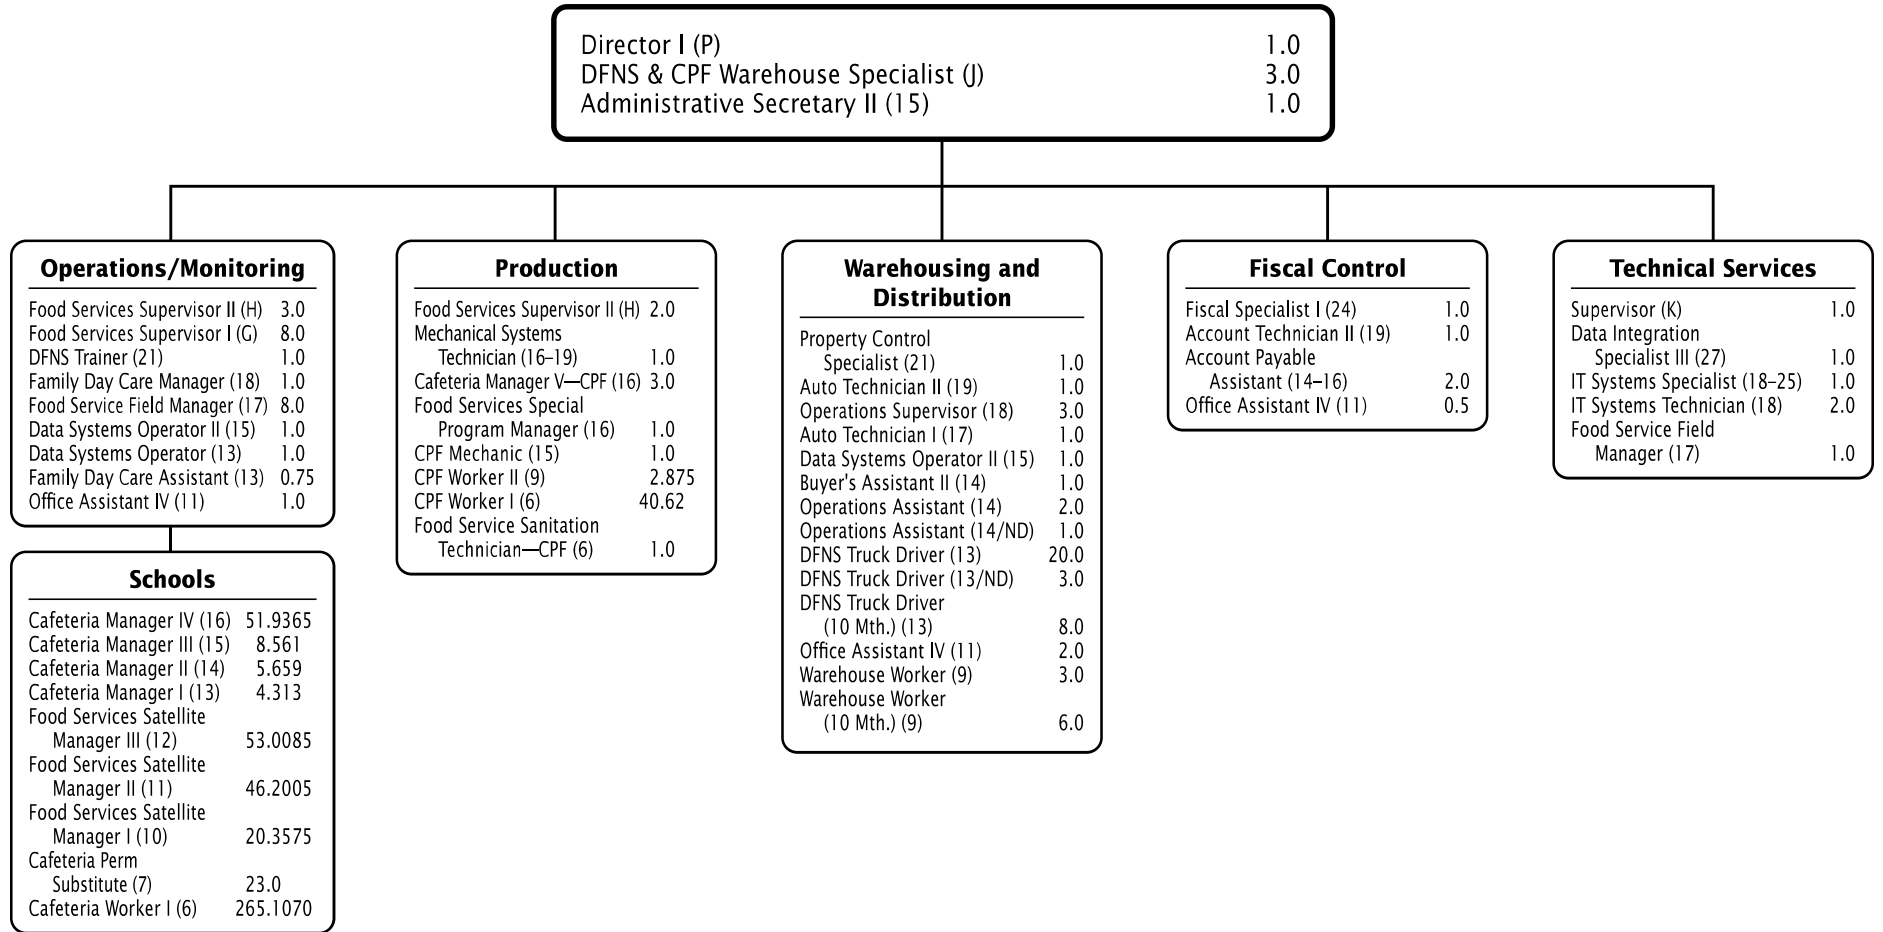 Director I (P) 1.0
DFNS & CPF Warehouse Specialist (J) 3.0
Administrative Secretary II (15) 1.0
Operations/Monitoring
Food Services Supervisor II (H) 3.0
Food Services Supervisor I (G) 8.0
DFNS Trainer (21) 1.0
Family Day Care Manager (18) 1.0
Food Service Field Manager (17) 8.0
Data Systems Operator II (15) 1.0
Data Systems Operator (13) 1.0
Family Day Care Assistant (13) 0.75
Office Assistant IV (11) 1.0
Schools
Cafeteria Manager IV (16) 51.9365
Cafeteria Manager III (15) 8.561
Cafeteria Manager II (14) 5.659
Cafeteria Manager I (13) 4.313
Food Services Satellite
Manager III (12) 53.0085
Food Services Satellite
Manager II (11) 46.2005
Food Services Satellite
Manager I (10) 20.3575
Cafeteria Perm
Substitute (7) 23.0
Cafeteria Worker I (6) 265.1070
Production
Food Services Supervisor II (H) 2.0
Mechanical Systems
Technician (16–19) 1.0
Cafeteria Manager V—CPF (16) 3.0
Food Services Special
Program Manager (16) 1.0
CPF Mechanic (15) 1.0
CPF Worker II (9) 2.875
CPF Worker I (6) 40.62
Food Service Sanitation
Technician—CPF (6) 1.0
Warehousing and
Distribution
Property Control
Specialist (21) 1.0
Auto Technician II (19) 1.0
Operations Supervisor (18) 3.0
Auto Technician I (17) 1.0
Data Systems Operator II (15) 1.0
Buyer's Assistant II (14) 1.0
Operations Assistant (14) 2.0
Operations Assistant (14/ND) 1.0
DFNS Truck Driver (13) 20.0
DFNS Truck Driver (13/ND) 3.0
DFNS Truck Driver
(10 Mth.) (13) 8.0
Office Assistant IV (11) 2.0
Warehouse Worker (9) 3.0
Warehouse Worker
(10 Mth.) (9) 6.0
Fiscal Control
Fiscal Specialist I (24) 1.0
Account Technician II (19) 1.0
Account Payable
Assistant (14–16) 2.0
Office Assistant IV (11) 0.5
Technical Services
Supervisor (K) 1.0
Data Integration
Specialist III (27) 1.0
IT Systems Specialist (18–25) 1.0
IT Systems Technician (18) 2.0
Food Service Field
Manager (17) 1.0